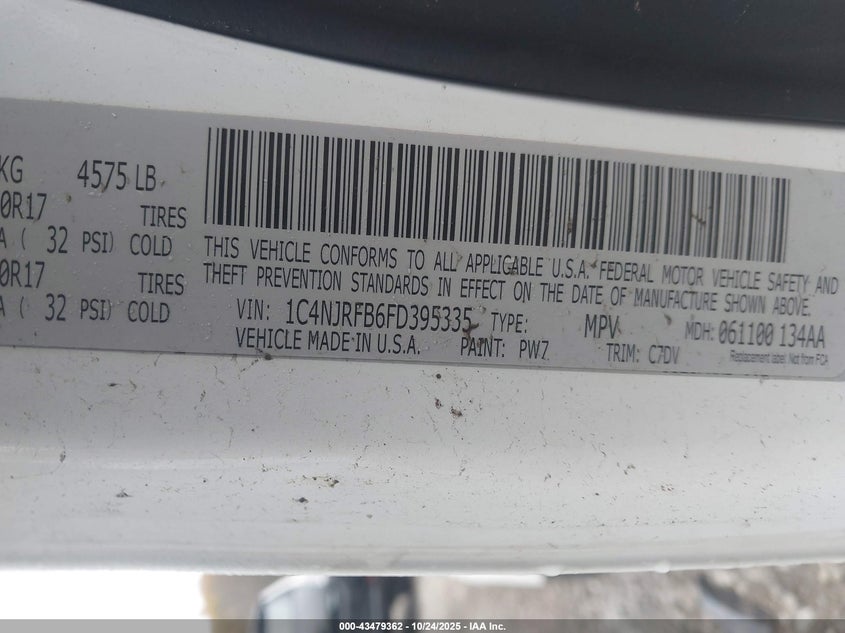 KG 4575 LB
0R17 TIRES
A ( 32 PSI) COLD
0R17 TIRES
A ( 32 PSI) COLD
THIS VEHICLE CONFORMS TO ALL APPLICABLE U.S.A. FEDERAL MOTOR VEHICLE SAFETY AND
THEFT PREVENTION STANDARDS IN EFFECT ON THE DATE OF MANUFACTURE SHOWN ABOVE.
VIN: 1C4NJRFB6FD395335 TYPE: MPV MDH: 061100 134AA
VEHICLE MADE IN U.S.A. PAINT: PW7 TRIM: C7DV Replacement label. Not from FCA
000-43479362 - 10/24/2025 - IAA Inc.